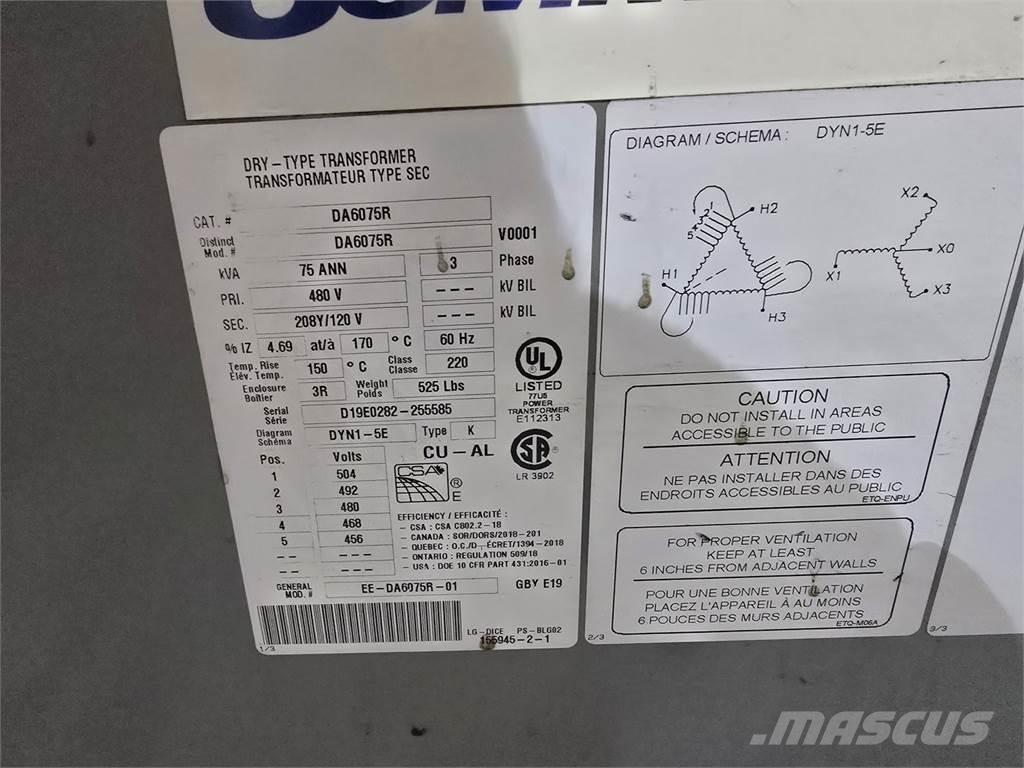 DRY-TYPE TRANSFORMER
TRANSFORMATEUR TYPE SEC
CAT. # DA6075R
Distinct Mod. # DA6075R V0001
kVA 75 ANN 3 Phase
PRI. 480 V --- kV BIL
SEC. 208Y/120 V --- kV BIL
% IZ 4.69 at/à 170 °C 60 Hz
Temp. Rise Élév. Temp. 150 °C Class Classe 220
Enclosure Boîtier 3R Weight Poids 525 Lbs
Serial Série D19E0282-255585
Diagram Schéma DYN1-5E Type K
Pos. Volts CU-AL
1 504
2 492
3 480
4 468
5 456
-- -- ---
-- -- ---
UL
LISTED
77U5
POWER
TRANSFORMER
E112313
LR 3902
CSA ® E
EFFICIENCY / EFFICACITÉ :
- CSA : CSA C802.2-18
- CANADA : SOR/DORS/2018-201
- QUEBEC : O.C./D., ÉCRET/1394-2018
- ONTARIO : REGULATION 509/18
- USA : DOE 10 CFR PART 431:2016-01
GENERAL MOD. # EE-DA6075R-01 GBY E19
LG-DICE PS-BLG02
155945-2-1
1/3
DIAGRAM / SCHEMA : DYN1-5E
H2
1
2
5
H1
H3
X2
X0
X1
X3
CAUTION
DO NOT INSTALL IN AREAS
ACCESSIBLE TO THE PUBLIC
ATTENTION
NE PAS INSTALLER DANS DES
ENDROITS ACCESSIBLES AU PUBLIC
ETQ-ENPU
FOR PROPER VENTILATION
KEEP AT LEAST
6 INCHES FROM ADJACENT WALLS
POUR UNE BONNE VENTILATION
PLACEZ L'APPAREIL À AU MOINS
6 POUCES DES MURS ADJACENTS
ETQ-M06A
2/3
3/3
MASCUS